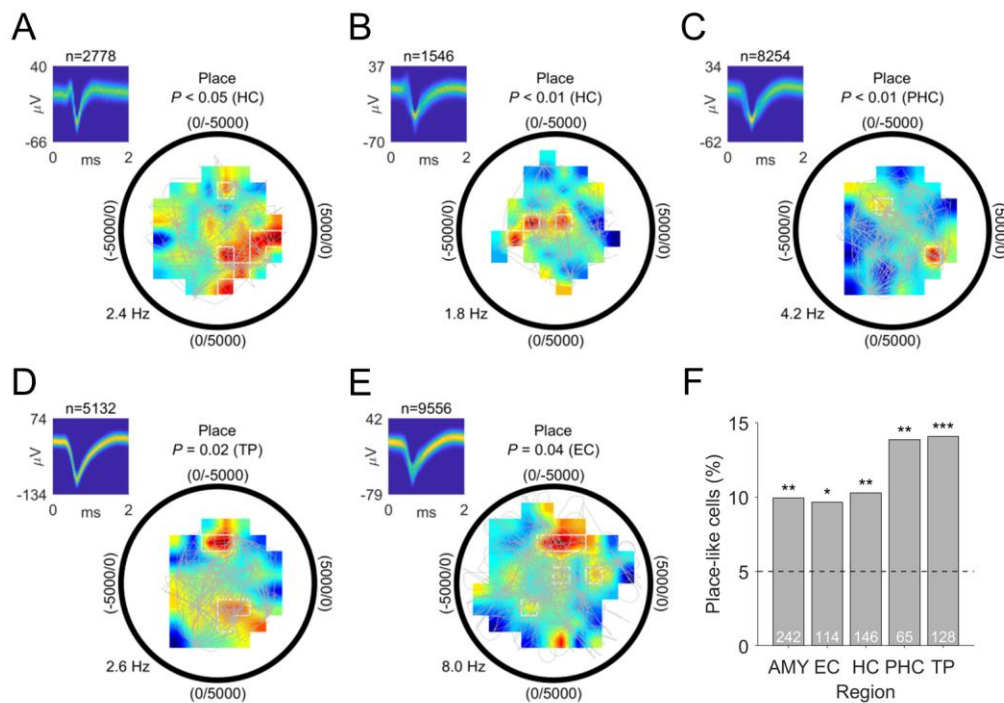 A
n=2778
40
µV
-66
0 ms 2
Place
P < 0.05 (HC)
(0/-5000)
(-5000/0)
(5000/0)
2.4 Hz
(0/5000)
B
n=1546
37
µV
-70
0 ms 2
Place
P < 0.01 (HC)
(0/-5000)
(-5000/0)
(5000/0)
1.8 Hz
(0/5000)
C
n=8254
34
µV
-62
0 ms 2
Place
P < 0.01 (PHC)
(0/-5000)
(-5000/0)
(5000/0)
4.2 Hz
(0/5000)
D
n=5132
74
µV
-134
0 ms 2
Place
P = 0.02 (TP)
(0/-5000)
(-5000/0)
(5000/0)
2.6 Hz
(0/5000)
E
n=9556
42
µV
-79
0 ms 2
Place
P = 0.04 (EC)
(0/-5000)
(-5000/0)
(5000/0)
8.0 Hz
(0/5000)
F
Place-like cells (%)
15
10
5
0
** * ** ** ***
242 114 146 65 128
AMY EC HC PHC TP
Region